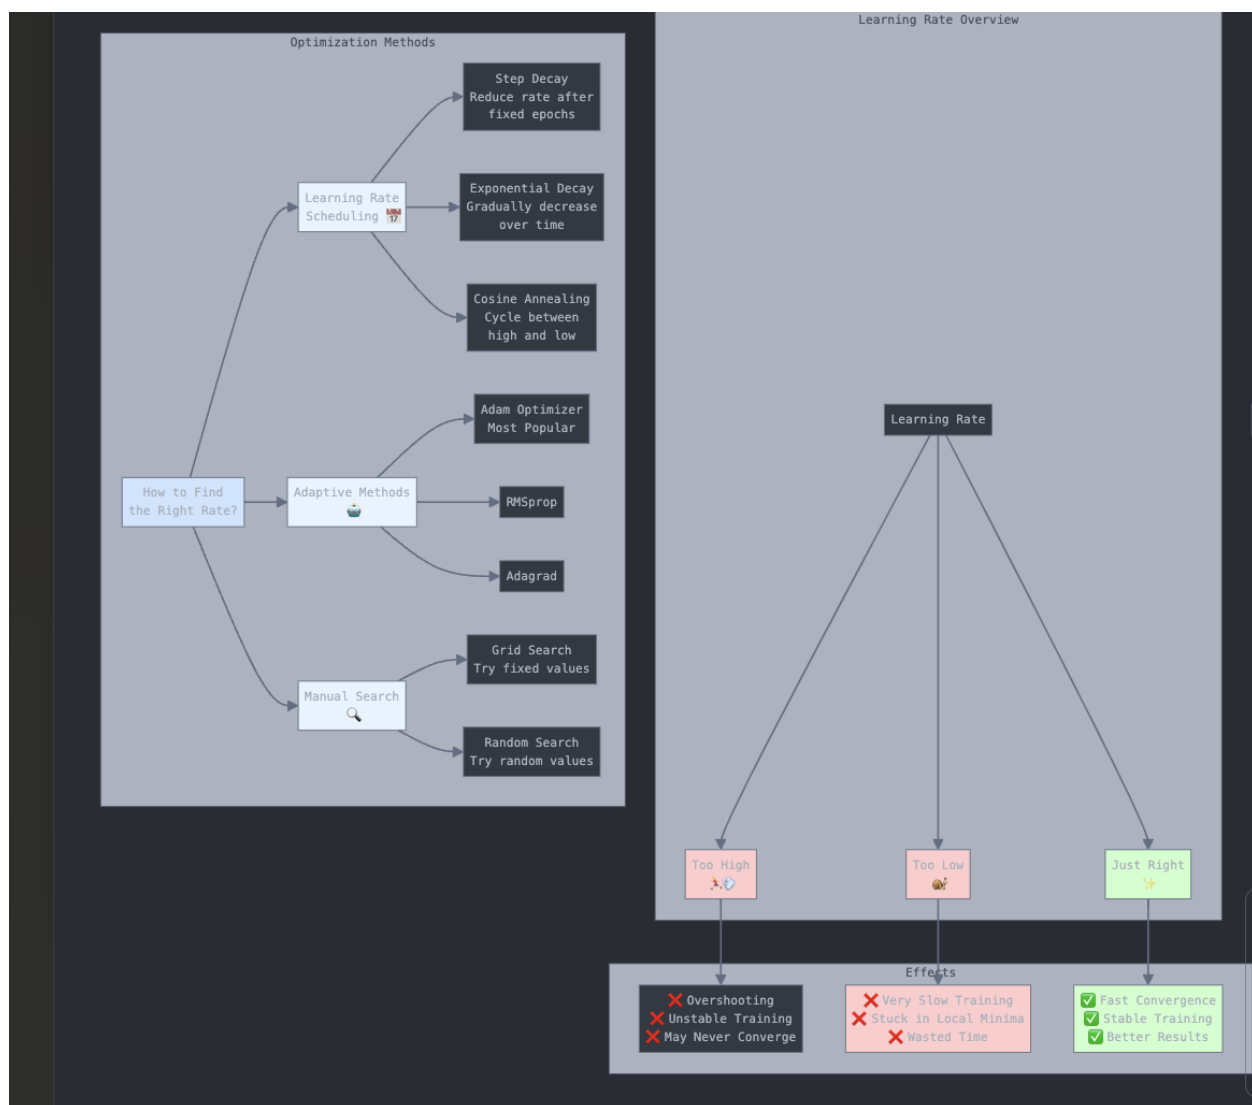 Optimization Methods
Step Decay
Reduce rate after
fixed epochs
Learning Rate
Scheduling
Exponential Decay
Gradually decrease
over time
Cosine Annealing
Cycle between
high and low
How to Find
the Right Rate?
Adaptive Methods
Adam Optimizer
Most Popular
RMSprop
Adagrad
Manual Search
Grid Search
Try fixed values
Random Search
Try random values
Learning Rate Overview
Learning Rate
Too High
Too Low
Just Right
Effects
❌ Overshooting
❌ Unstable Training
❌ May Never Converge
❌ Very Slow Training
❌ Stuck in Local Minima
❌ Wasted Time
✅ Fast Convergence
✅ Stable Training
✅ Better Results